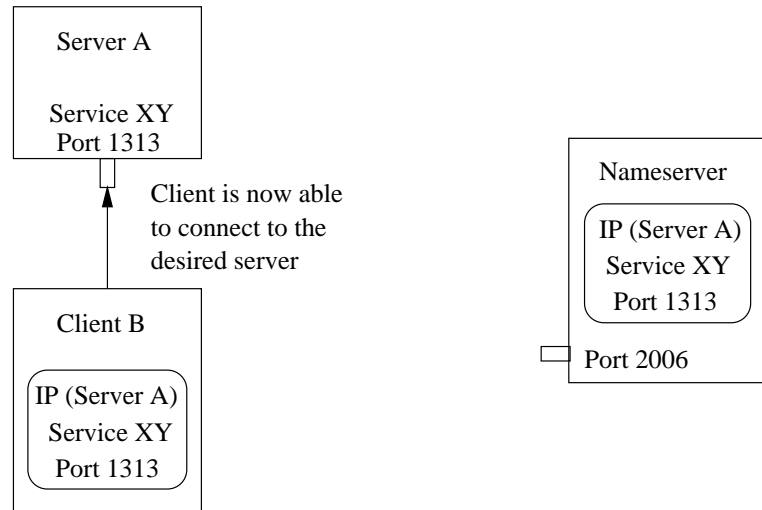 Server A
Service XY
Port 1313
Client is now able
to connect to the
desired server
Client B
IP (Server A)
Service XY
Port 1313
Nameserver
IP (Server A)
Service XY
Port 1313
Port 2006